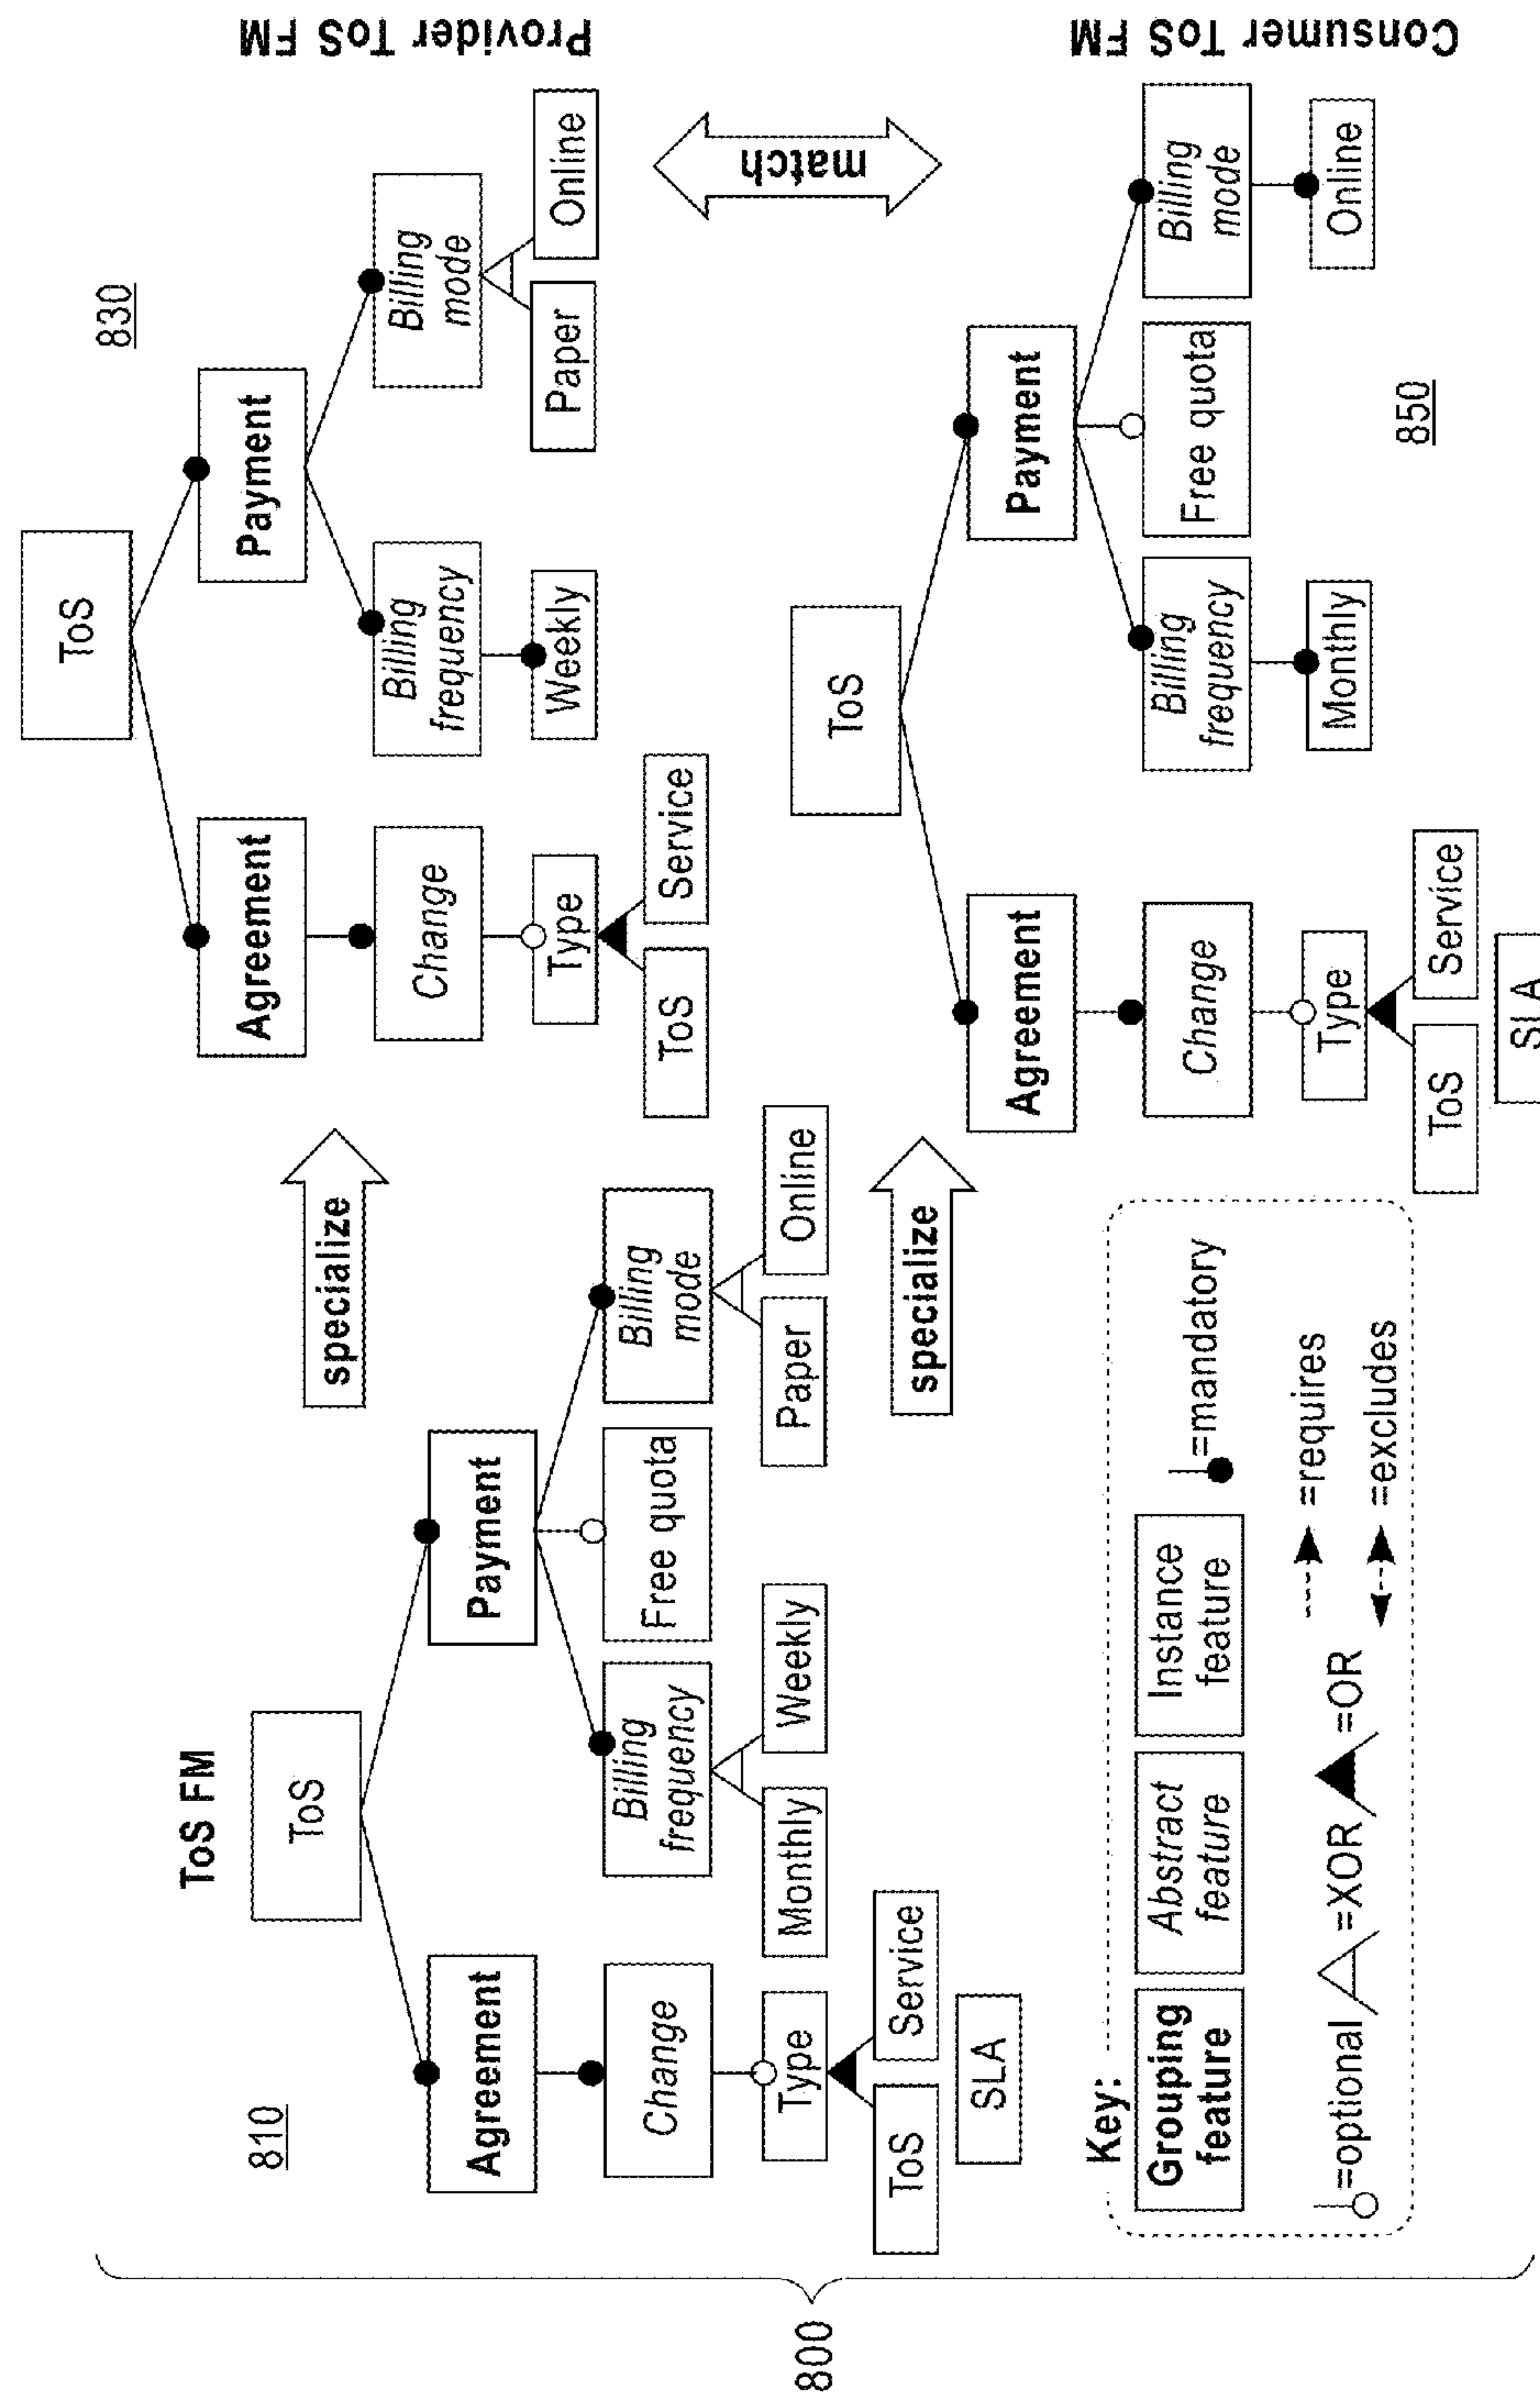 800
810
ToS FM
ToS
Agreement
Payment
Change
Billing
frequency
Free quota
Billing
mode
Type
Monthly
Weekly
Paper
Online
ToS
Service
SLA
specialize
specialize
830
Provider ToS FM
ToS
Agreement
Payment
Change
Billing
frequency
Billing
mode
Type
Weekly
Paper
Online
ToS
Service
match
850
Consumer ToS FM
ToS
Agreement
Payment
Change
Billing
frequency
Free quota
Billing
mode
Type
Monthly
Online
ToS
Service
SLA
Key:
Grouping
feature
Abstract
feature
Instance
feature
=mandatory
=optional
=XOR
=OR
=requires
=excludes